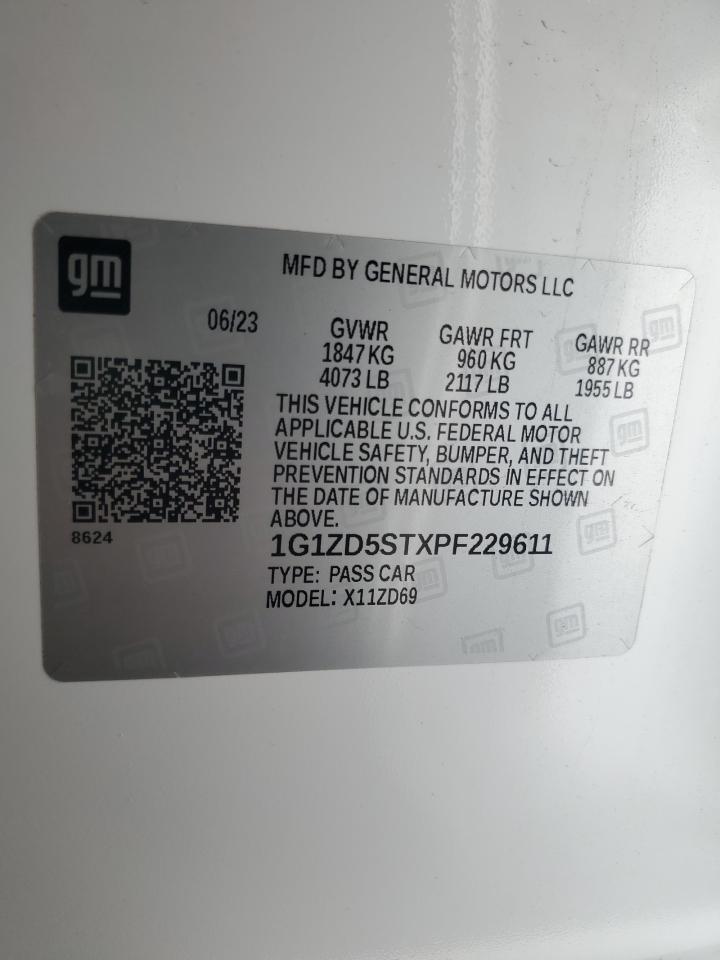 gm
MFD BY GENERAL MOTORS LLC
06/23
GVWR
1847 KG
4073 LB
GAWR FRT
960 KG
2117 LB
GAWR RR
887 KG
1955 LB
THIS VEHICLE CONFORMS TO ALL
APPLICABLE U.S. FEDERAL MOTOR
VEHICLE SAFETY, BUMPER, AND THEFT
PREVENTION STANDARDS IN EFFECT ON
THE DATE OF MANUFACTURE SHOWN
ABOVE.
8624
1G1ZD5STXPF229611
TYPE: PASS CAR
MODEL: X11ZD69